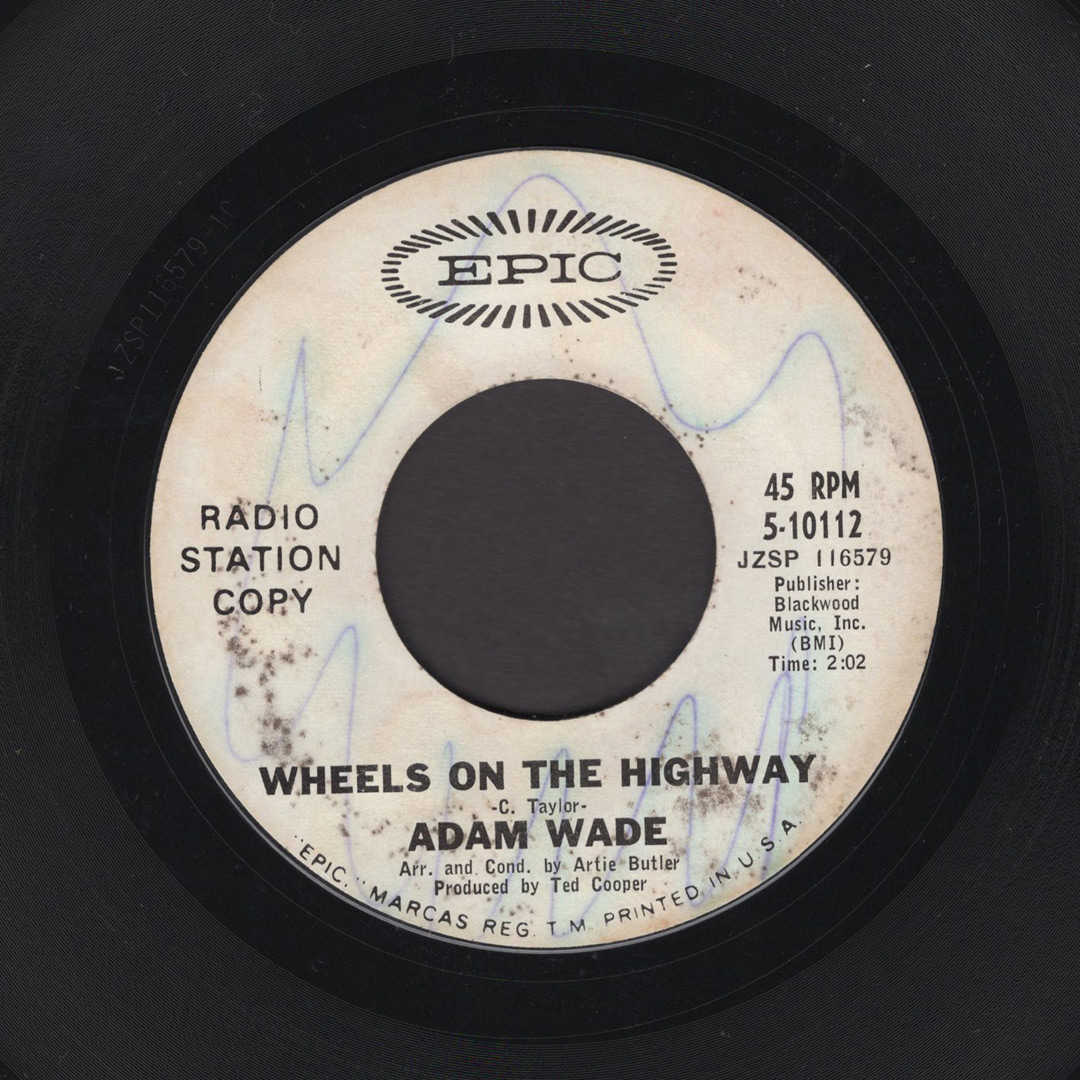 EPIC
RADIO
STATION
COPY
45 RPM
5-10112
JZSP 116579
Publisher:
Blackwood
Music, Inc.
(BMI)
Time: 2:02
WHEELS ON THE HIGHWAY
-C. Taylor-
ADAM WADE
Arr. and Cond. by Artie Butler
Produced by Ted Cooper
"EPIC," MARCAS REG. T.M. PRINTED IN U.S.A.
JZSP116579-1C